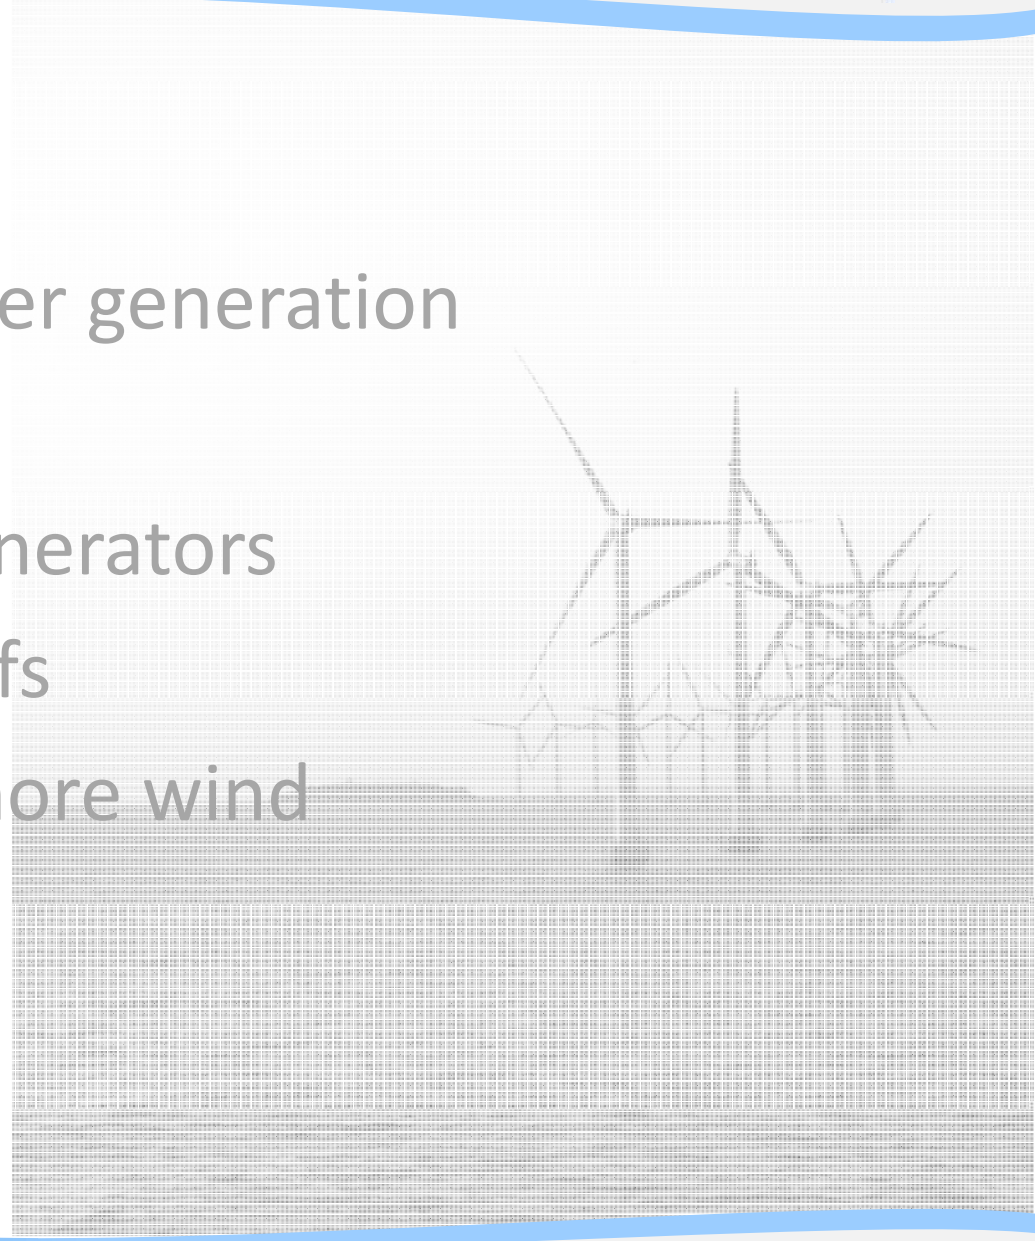 er generation
nerators
fs
ore wind